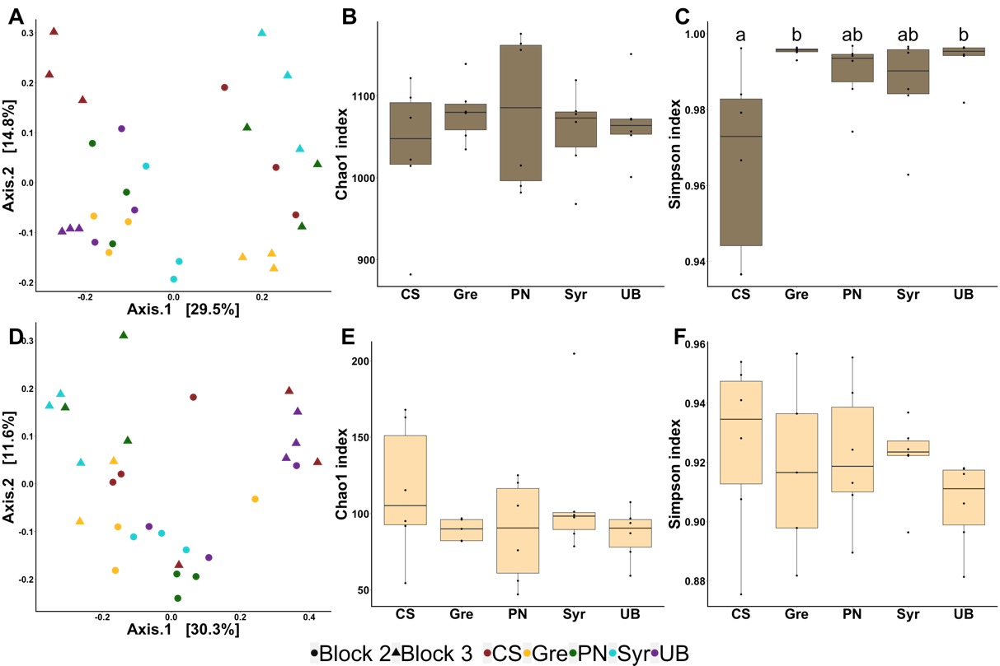 A
Axis.2 [14.8%]
0.3
0.2
0.1
0.0
-0.1
-0.2
-0.2 0.0 0.2
Axis.1 [29.5%]
B
Chao1 index
1100
1000
900
CS Gre PN Syr UB
C
Simpson index
1.00
0.98
0.96
0.94
a b ab ab b
CS Gre PN Syr UB
D
Axis.2 [11.6%]
0.3
0.2
0.1
0.0
-0.1
-0.2
-0.2 0.0 0.2 0.4
Axis.1 [30.3%]
E
Chao1 index
200
150
100
50
CS Gre PN Syr UB
F
Simpson index
0.96
0.94
0.92
0.90
0.88
CS Gre PN Syr UB
Block 2 Block 3 CS Gre PN Syr UB